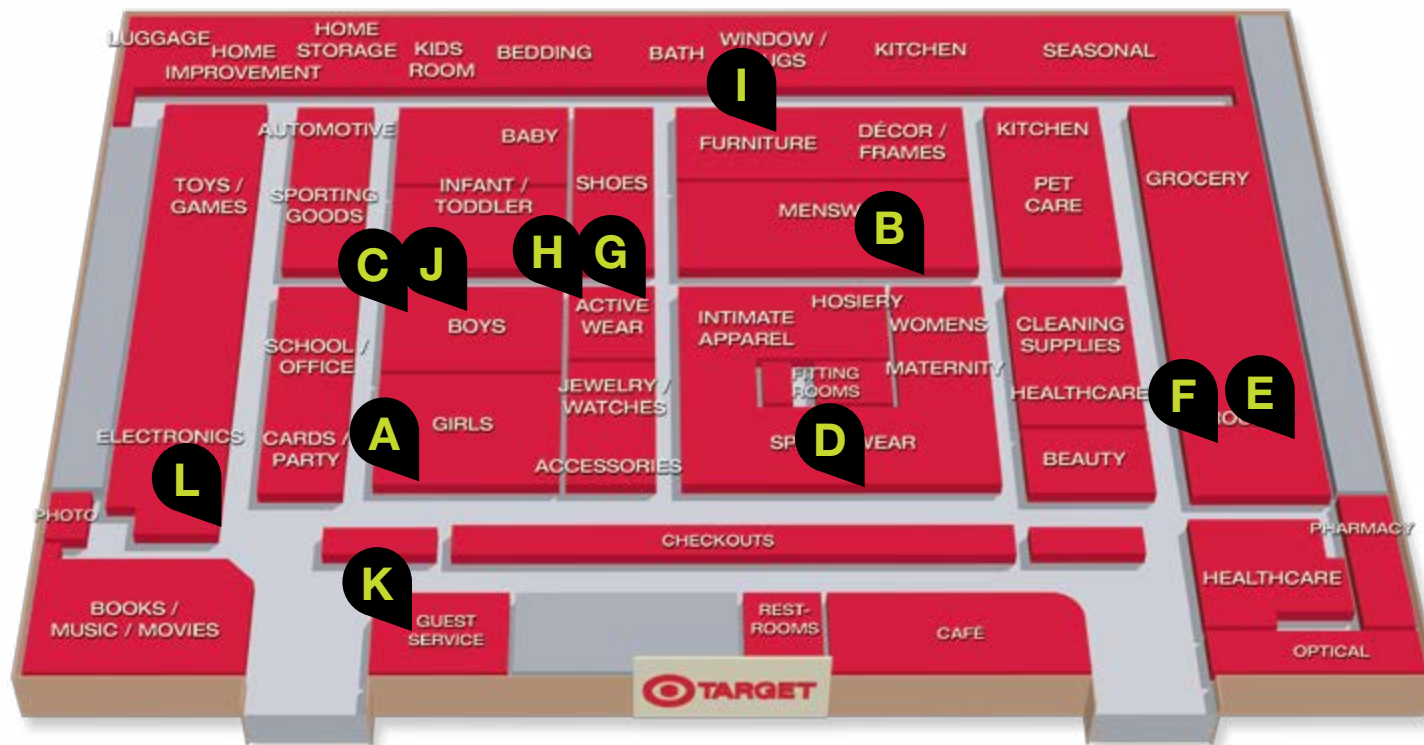 LUGGAGE
HOME
IMPROVEMENT
HOME
STORAGE
KIDS
ROOM
BEDDING
BATH
WINDOW /
KITCHEN
SEASONAL
I
AUTOMOTIVE
BABY
FURNITURE
DÉCOR /
FRAMES
KITCHEN
TOYS /
GAMES
SPORTING
GOODS
INFANT /
TODDLER
SHOES
PET
CARE
GROCERY
B
C
J
H
G
BOYS
ACTIVE
WEAR
INTIMATE
APPAREL
HOSIERY
WOMENS
CLEANING
SUPPLIES
SCHOOL /
OFFICE
FITTING
ROOMS
MATERNITY
JEWELRY /
WATCHES
HEALTHCARE
F
E
ELECTRONICS
CARDS /
PARTY
A
GIRLS
D
ACCESSORIES
BEAUTY
L
PHOTO
CHECKOUTS
PHARMACY
K
HEALTHCARE
BOOKS /
MUSIC / MOVIES
GUEST
SERVICE
REST-
ROOMS
CAFÉ
OPTICAL
TARGET